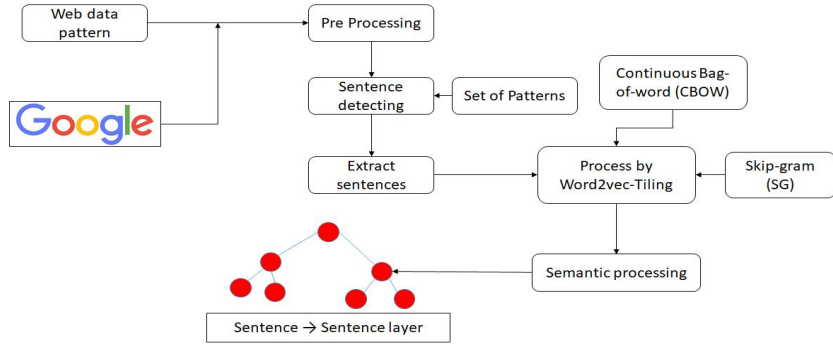 Web data
pattern
Pre Processing
Continuous Bag-
of-word (CBOW)
Sentence
detecting
Set of Patterns
Google
Extract
sentences
Process by
Word2vec-Tiling
Skip-gram
(SG)
Semantic processing
Sentence → Sentence layer